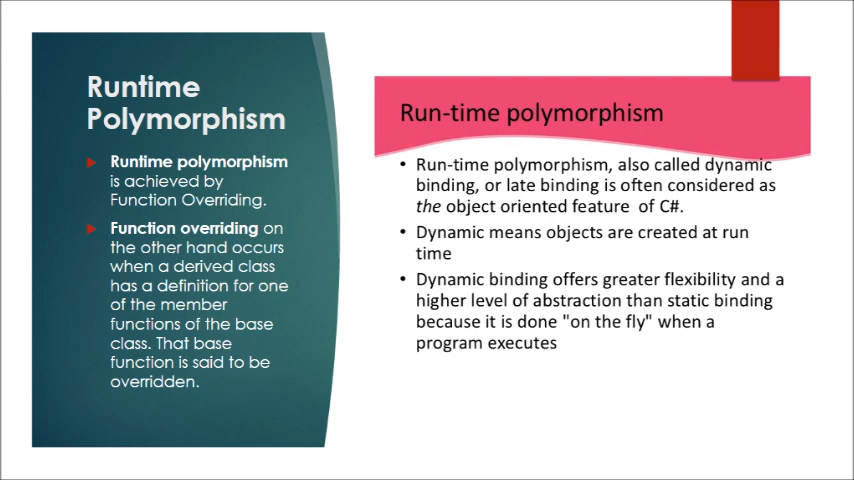 Runtime
Polymorphism
Runtime polymorphism
is achieved by
Function Overriding.
Function overriding on
the other hand occurs
when a derived class
has a definition for one
of the member
functions of the base
class. That base
function is said to be
overridden.
Run-time polymorphism
• Run-time polymorphism, also called dynamic
binding, or late binding is often considered as
the object oriented feature of C#.
• Dynamic means objects are created at run
time
• Dynamic binding offers greater flexibility and a
higher level of abstraction than static binding
because it is done "on the fly" when a
program executes